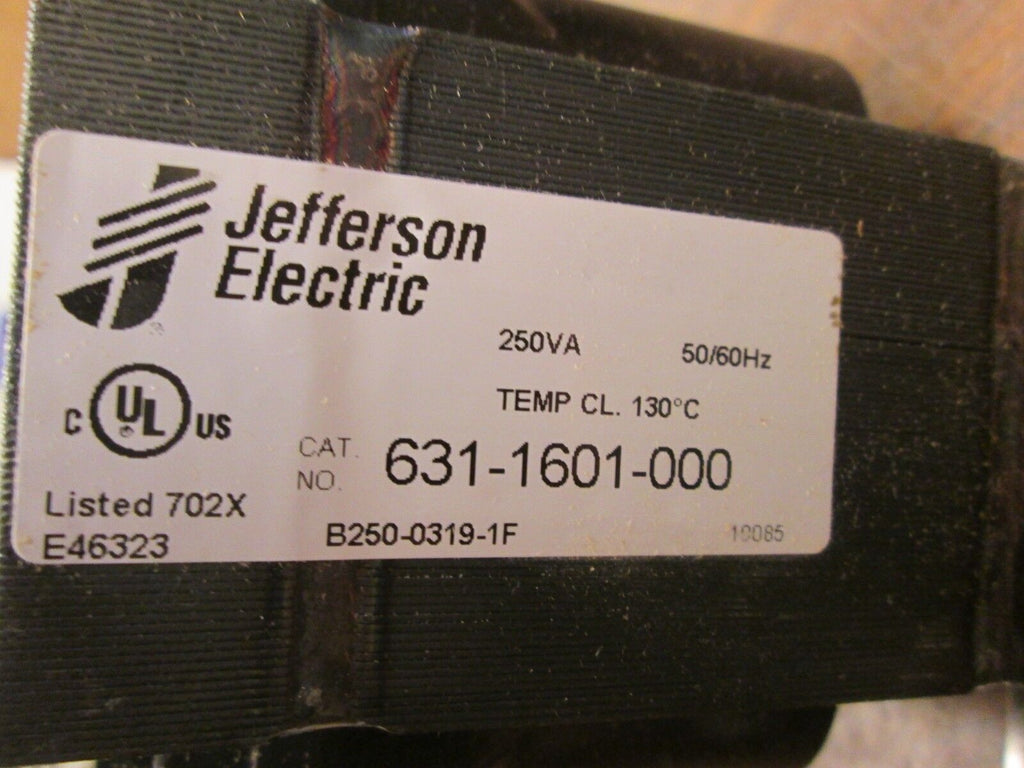 Jefferson
Electric
®
250VA 50/60Hz
TEMP CL. 130°C
C UL US
CAT.
NO. 631-1601-000
Listed 702X
E46323
B250-0319-1F 10085